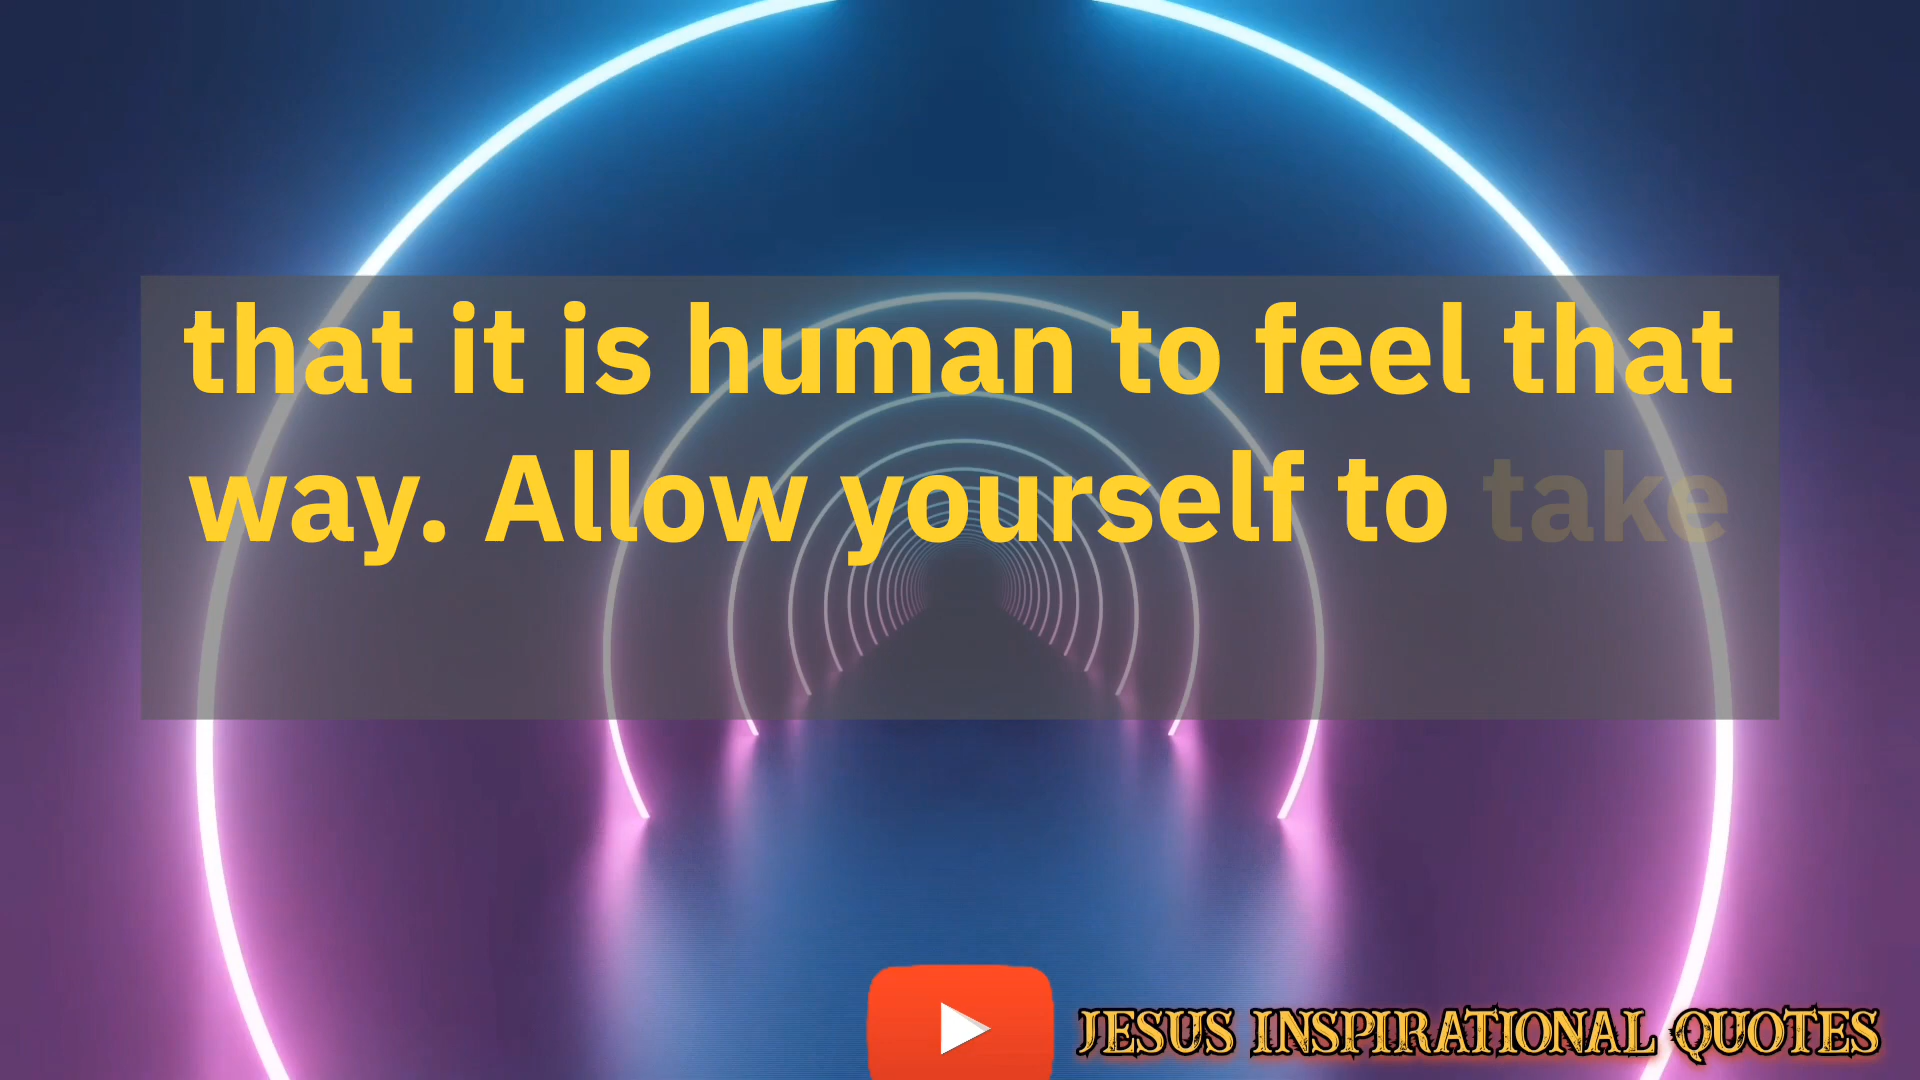 that it is human to feel that
way. Allow yourself to take
JESUS INSPIRATIONAL QUOTES